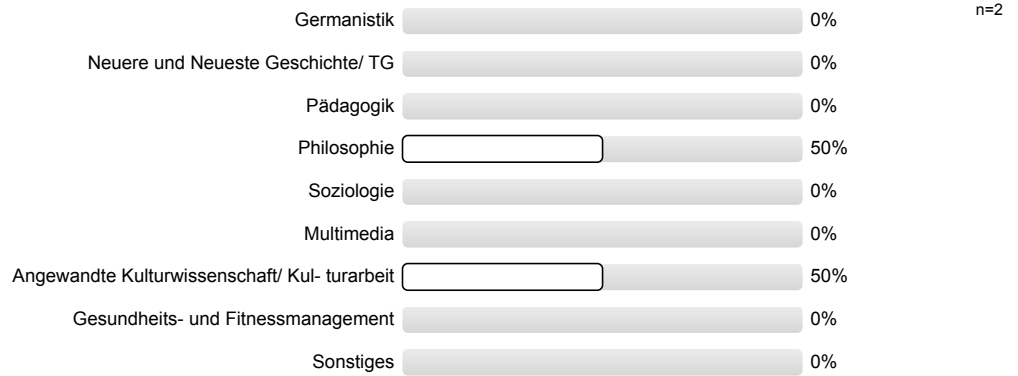 Germanistik 0% n=2
Neuere und Neueste Geschichte/ TG 0%
Pädagogik 0%
Philosophie 50%
Soziologie 0%
Multimedia 0%
Angewandte Kulturwissenschaft/ Kul- turarbeit 50%
Gesundheits- und Fitnessmanagement 0%
Sonstiges 0%